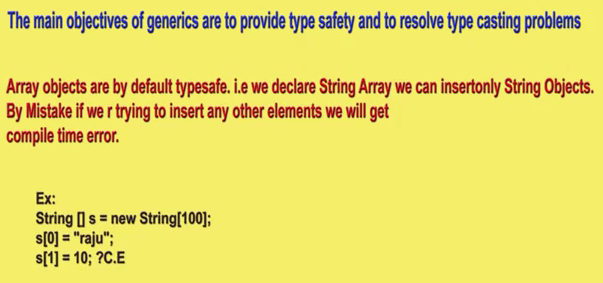 The main objectives of generics are to provide type safety and to resolve type casting problems
Array objects are by default typesafe. i.e we declare String Array we can insertonly String Objects.
By Mistake if we r trying to insert any other elements we will get
compile time error.
Ex:
String [] s = new String[100];
s[0] = "raju";
s[1] = 10; ?C.E